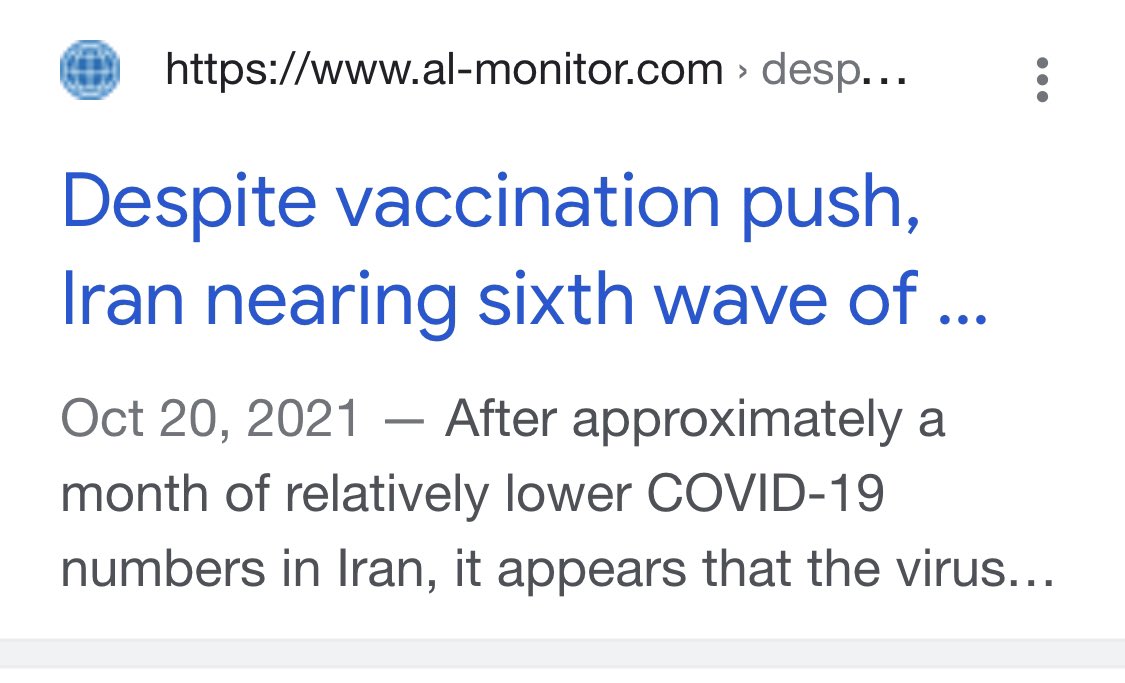 https://www.al-monitor.com › desp...
Despite vaccination push,
Iran nearing sixth wave of ...
Oct 20, 2021 — After approximately a
month of relatively lower COVID-19
numbers in Iran, it appears that the virus...